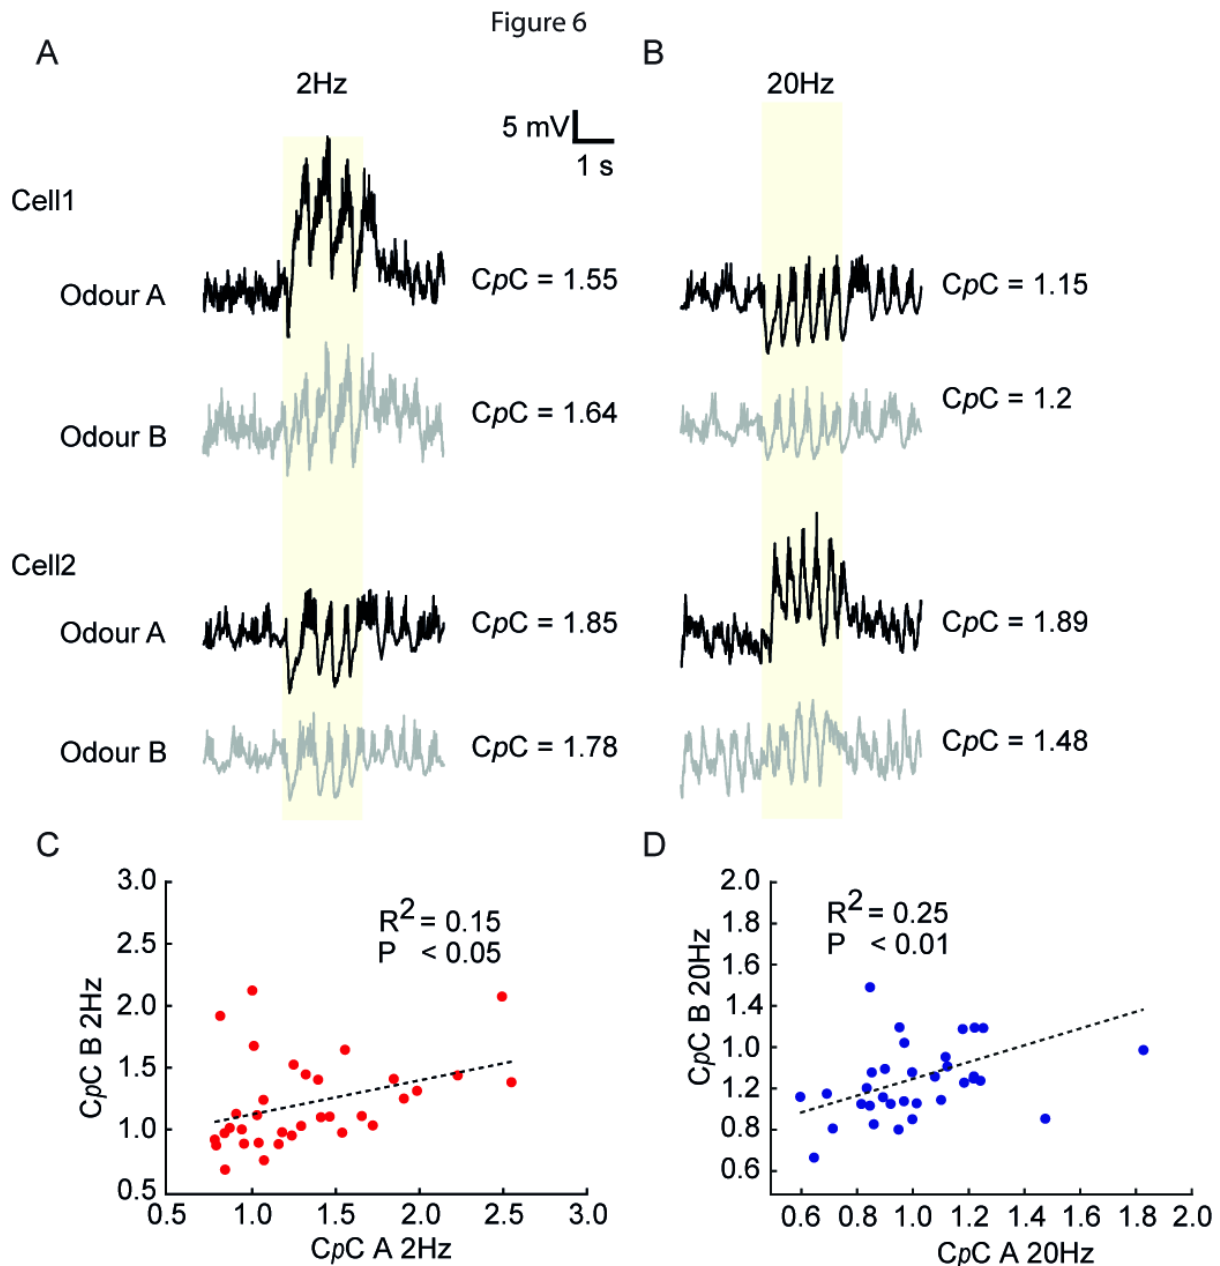 Figure 6
A
B
2Hz
20Hz
5 mV
1 s
Cell1
Odour A
CpC = 1.55
CpC = 1.15
Odour B
CpC = 1.64
CpC = 1.2
Cell2
Odour A
CpC = 1.85
CpC = 1.89
Odour B
CpC = 1.78
CpC = 1.48
C
3.0
2.5
2.0
1.5
1.0
0.5
CpC B 2Hz
R2 = 0.15
P < 0.05
0.5 1.0 1.5 2.0 2.5 3.0
CpC A 2Hz
D
2.0
1.8
1.6
1.4
1.0
1.2
0.8
0.6
CpC B 20Hz
R2 = 0.25
P < 0.01
0.6 0.8 1.0 1.2 1.4 1.6 1.8 2.0
CpC A 20Hz